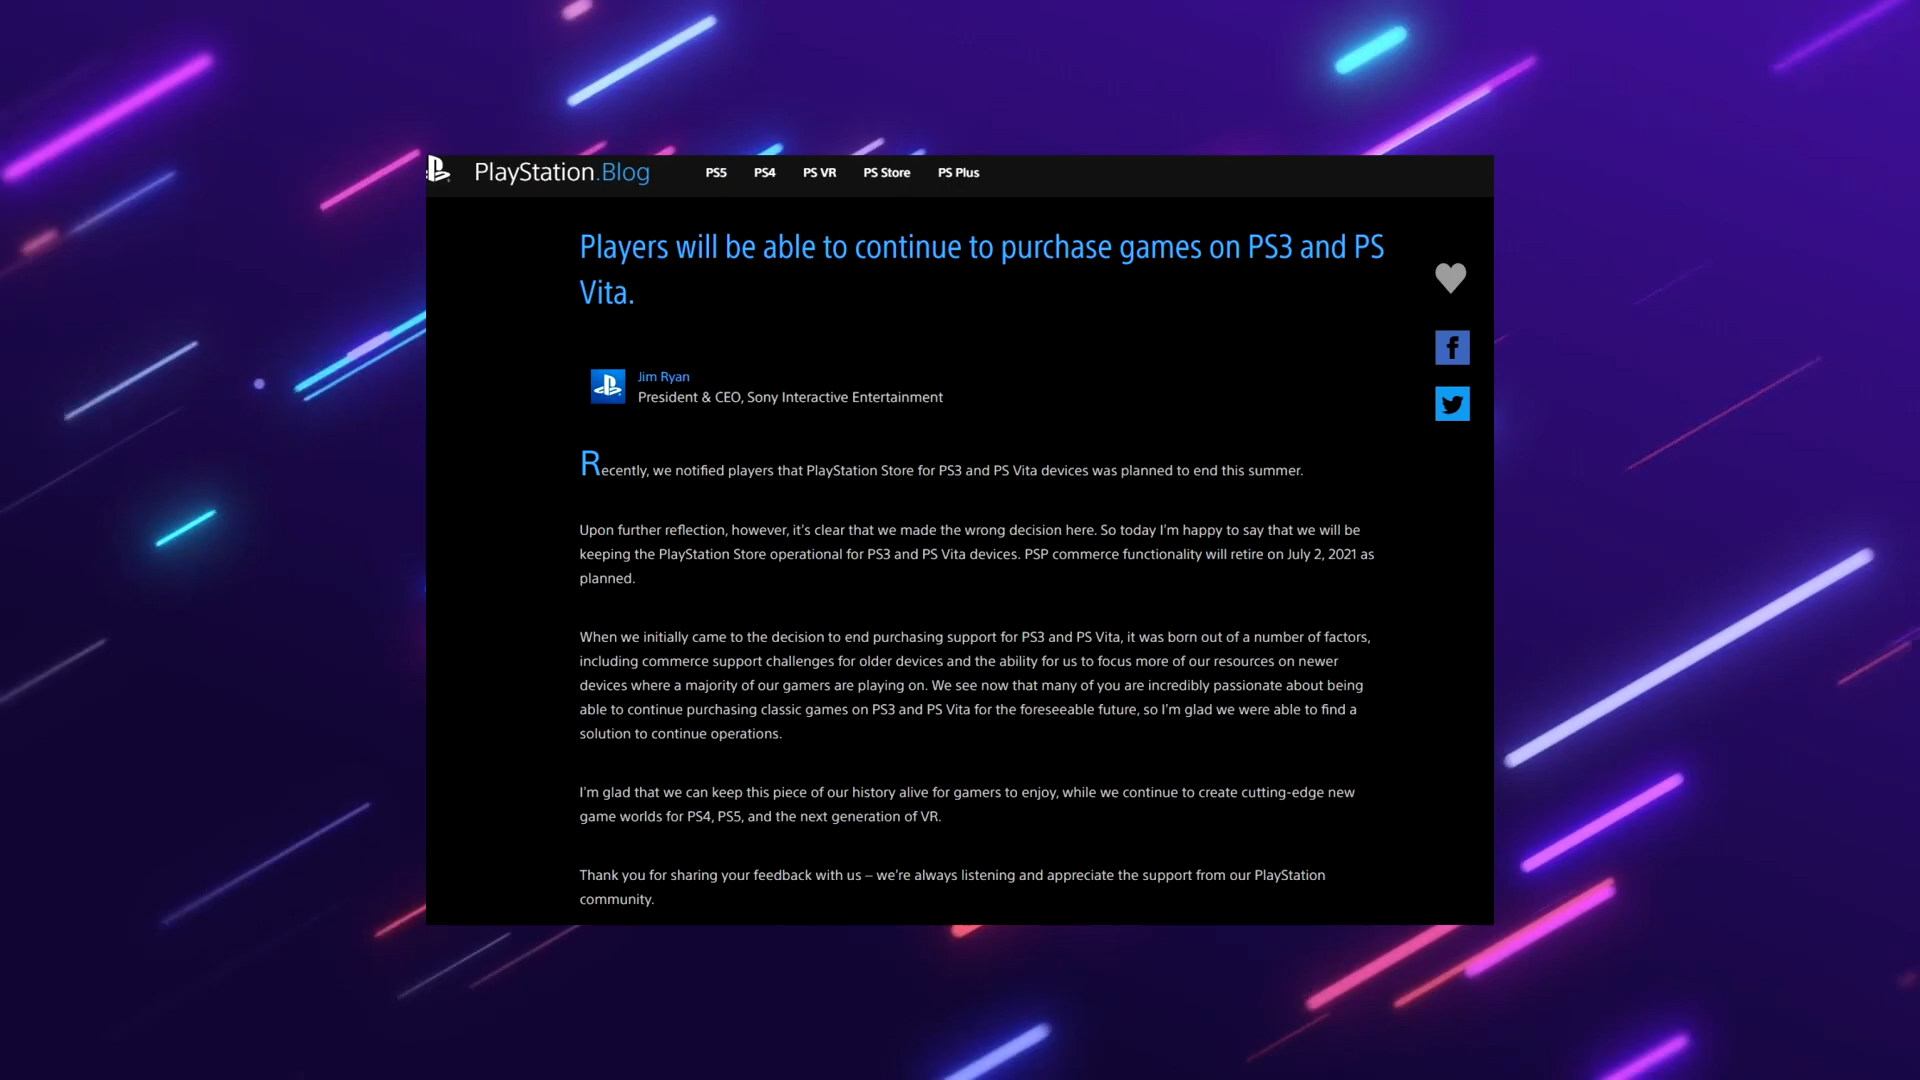 PlayStation.Blog PS5 PS4 PS VR PS Store PS Plus
Players will be able to continue to purchase games on PS3 and PS
Vita.
Jim Ryan
President & CEO, Sony Interactive Entertainment
Recently, we notified players that PlayStation Store for PS3 and PS Vita devices was planned to end this summer.
Upon further reflection, however, it's clear that we made the wrong decision here. So today I'm happy to say that we will be
keeping the PlayStation Store operational for PS3 and PS Vita devices. PSP commerce functionality will retire on July 2, 2021 as
planned.
When we initially came to the decision to end purchasing support for PS3 and PS Vita, it was born out of a number of factors,
including commerce support challenges for older devices and the ability for us to focus more of our resources on newer
devices where a majority of our gamers are playing on. We see now that many of you are incredibly passionate about being
able to continue purchasing classic games on PS3 and PS Vita for the foreseeable future, so I'm glad we were able to find a
solution to continue operations.
I'm glad that we can keep this piece of our history alive for gamers to enjoy, while we continue to create cutting-edge new
game worlds for PS4, PS5, and the next generation of VR.
Thank you for sharing your feedback with us – we're always listening and appreciate the support from our PlayStation
community.